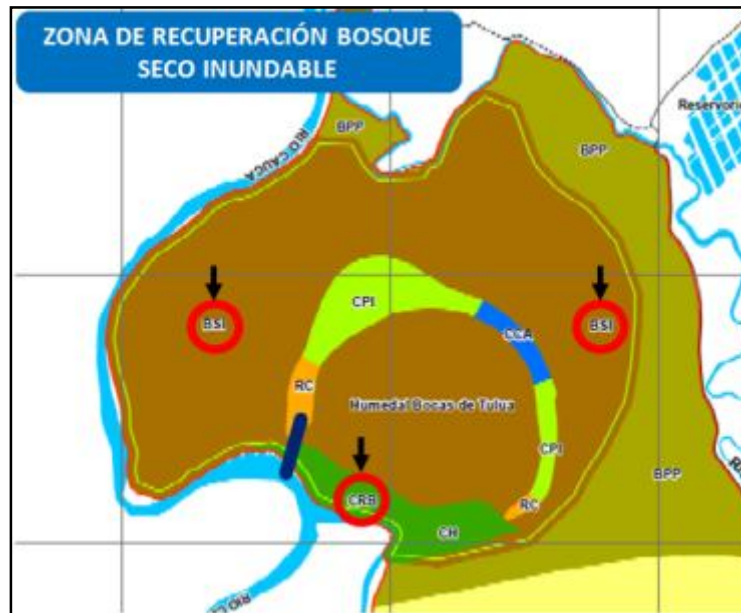 ZONA DE RECUPERACIÓN BOSQUE
SECO INUNDABLE
Reservorio
BPP
RIO CAUCA
BPP
CPI
BSI
CCA
BSI
RC
Humedal Bocas de Tulua
CPI
BPP
CRB
RC
CH
RIO C